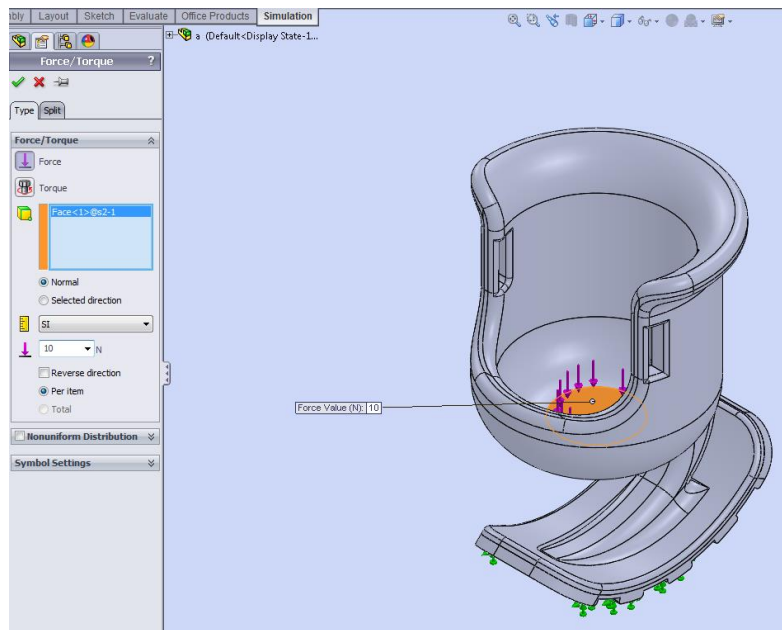 nbly Layout Sketch Evaluate Office Products Simulation
a (Default<Display State-1...
Force/Torque ?
Type Split
Force/Torque
Force
Torque
Face<1>@s2-1
Normal
Selected direction
SI
10 N
Reverse direction
Per item
Total
Nonuniform Distribution
Symbol Settings
Force Value (N): 10